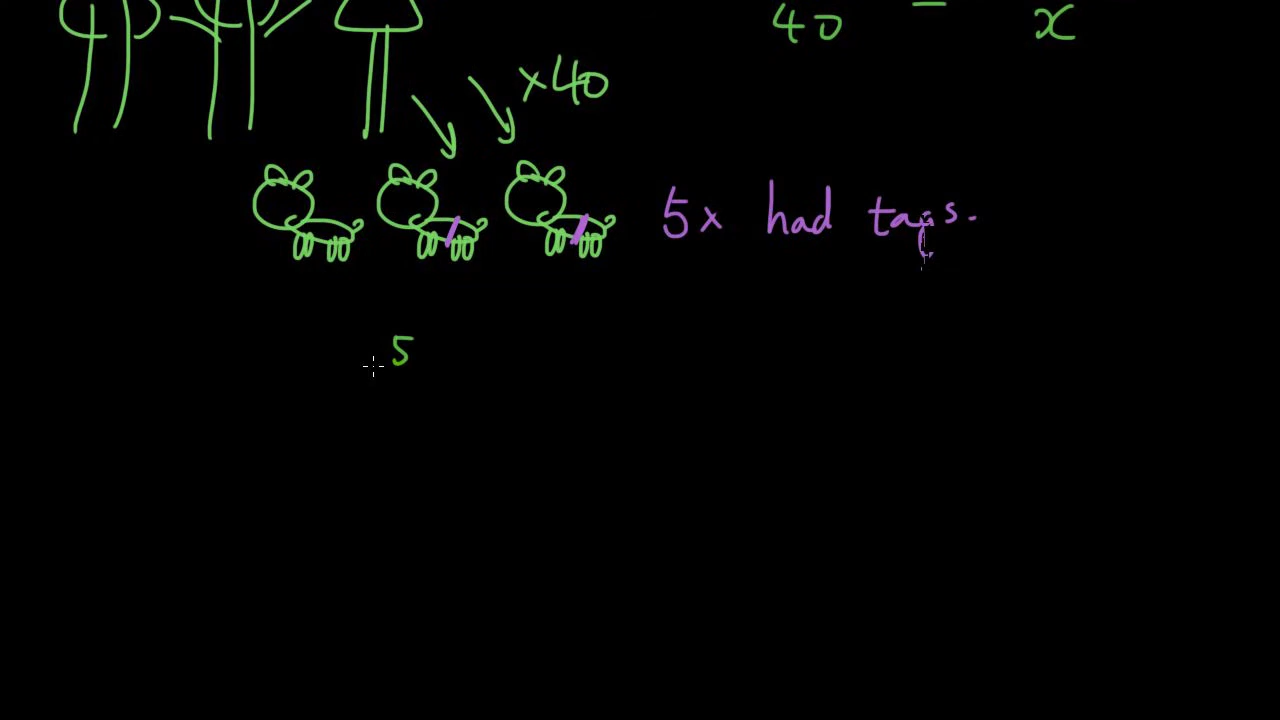 40 = x
×40
5x had tags.
5